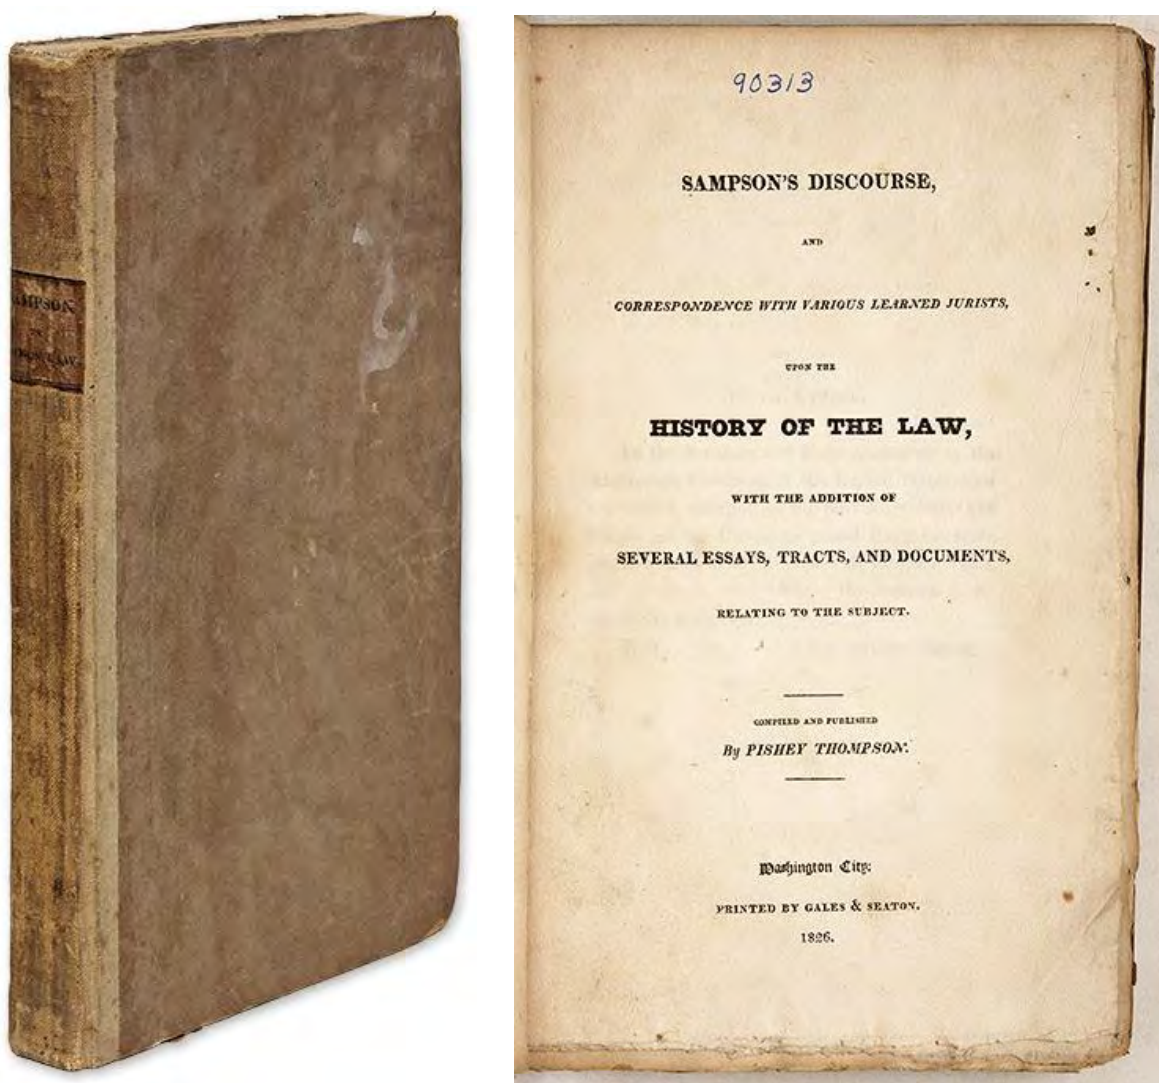 SAMPSON
90313
SAMPSON'S DISCOURSE,
AND
CORRESPONDENCE WITH VARIOUS LEARNED JURISTS,
UPON THE
HISTORY OF THE LAW,
WITH THE ADDITION OF
SEVERAL ESSAYS, TRACTS, AND DOCUMENTS,
RELATING TO THE SUBJECT.
COMPILED AND PUBLISHED
By PISHEY THOMPSON.
Washington City:
PRINTED BY GALES & SEATON.
1826.